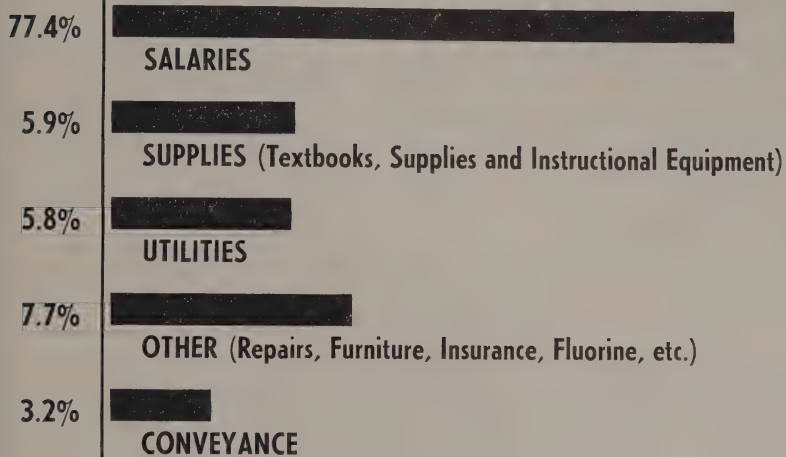 77.4%
SALARIES
5.9%
SUPPLIES (Textbooks, Supplies and Instructional Equipment)
5.8%
UTILITIES
7.7%
OTHER (Repairs, Furniture, Insurance, Fluorine, etc.)
3.2%
CONVEYANCE